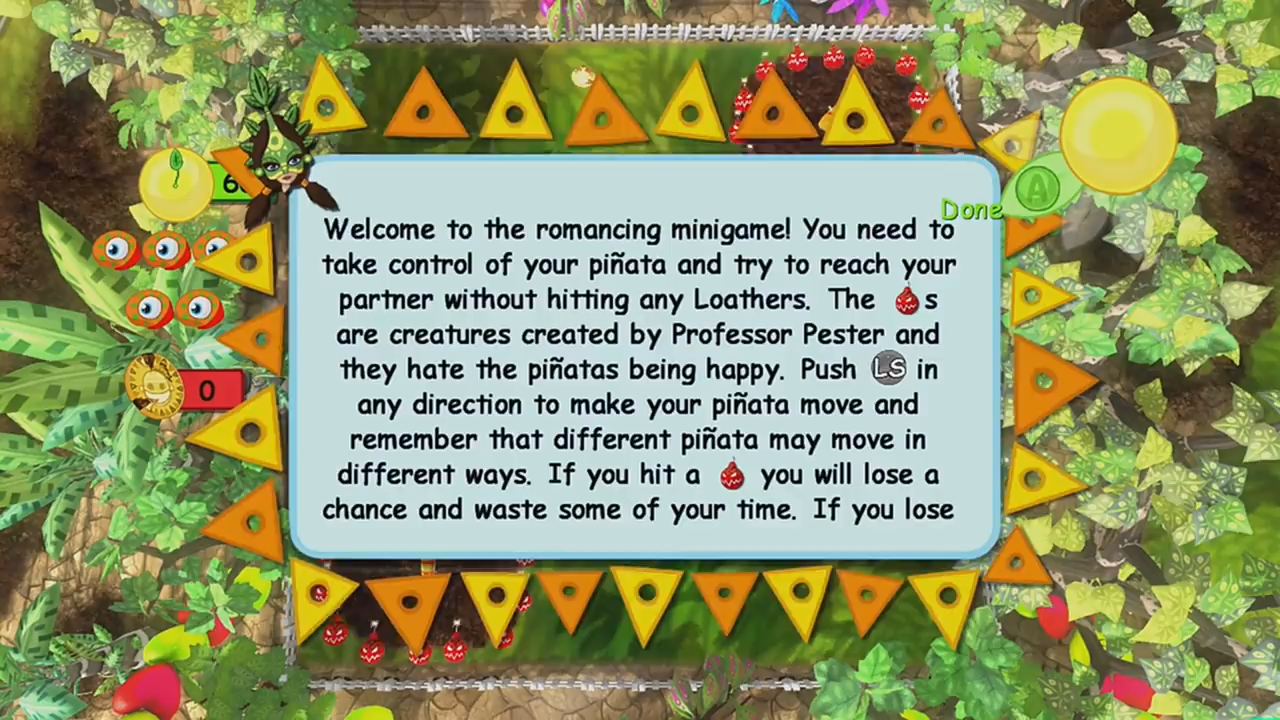 Welcome to the romancing minigame! You need to
take control of your piñata and try to reach your
partner without hitting any Loathers. The s
are creatures created by Professor Pester and
they hate the piñatas being happy. Push LS in
any direction to make your piñata move and
remember that different piñata may move in
different ways. If you hit a you will lose a
chance and waste some of your time. If you lose
Done
A
0